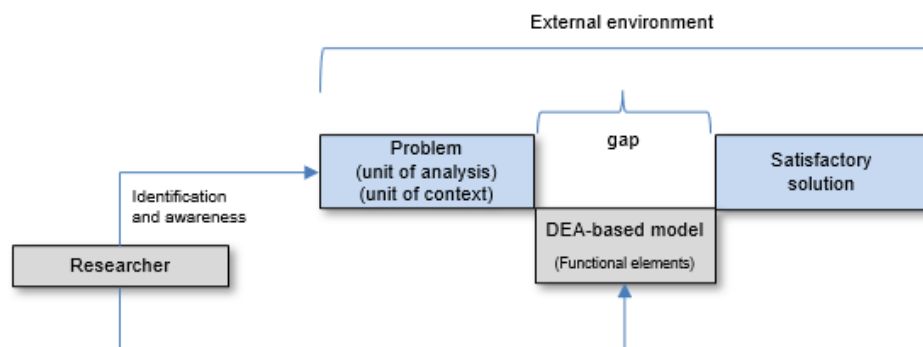 External environment
Problem
(unit of analysis)
(unit of context)
gap
Satisfactory
solution
Identification
and awareness
DEA-based model
(Functional elements)
Researcher